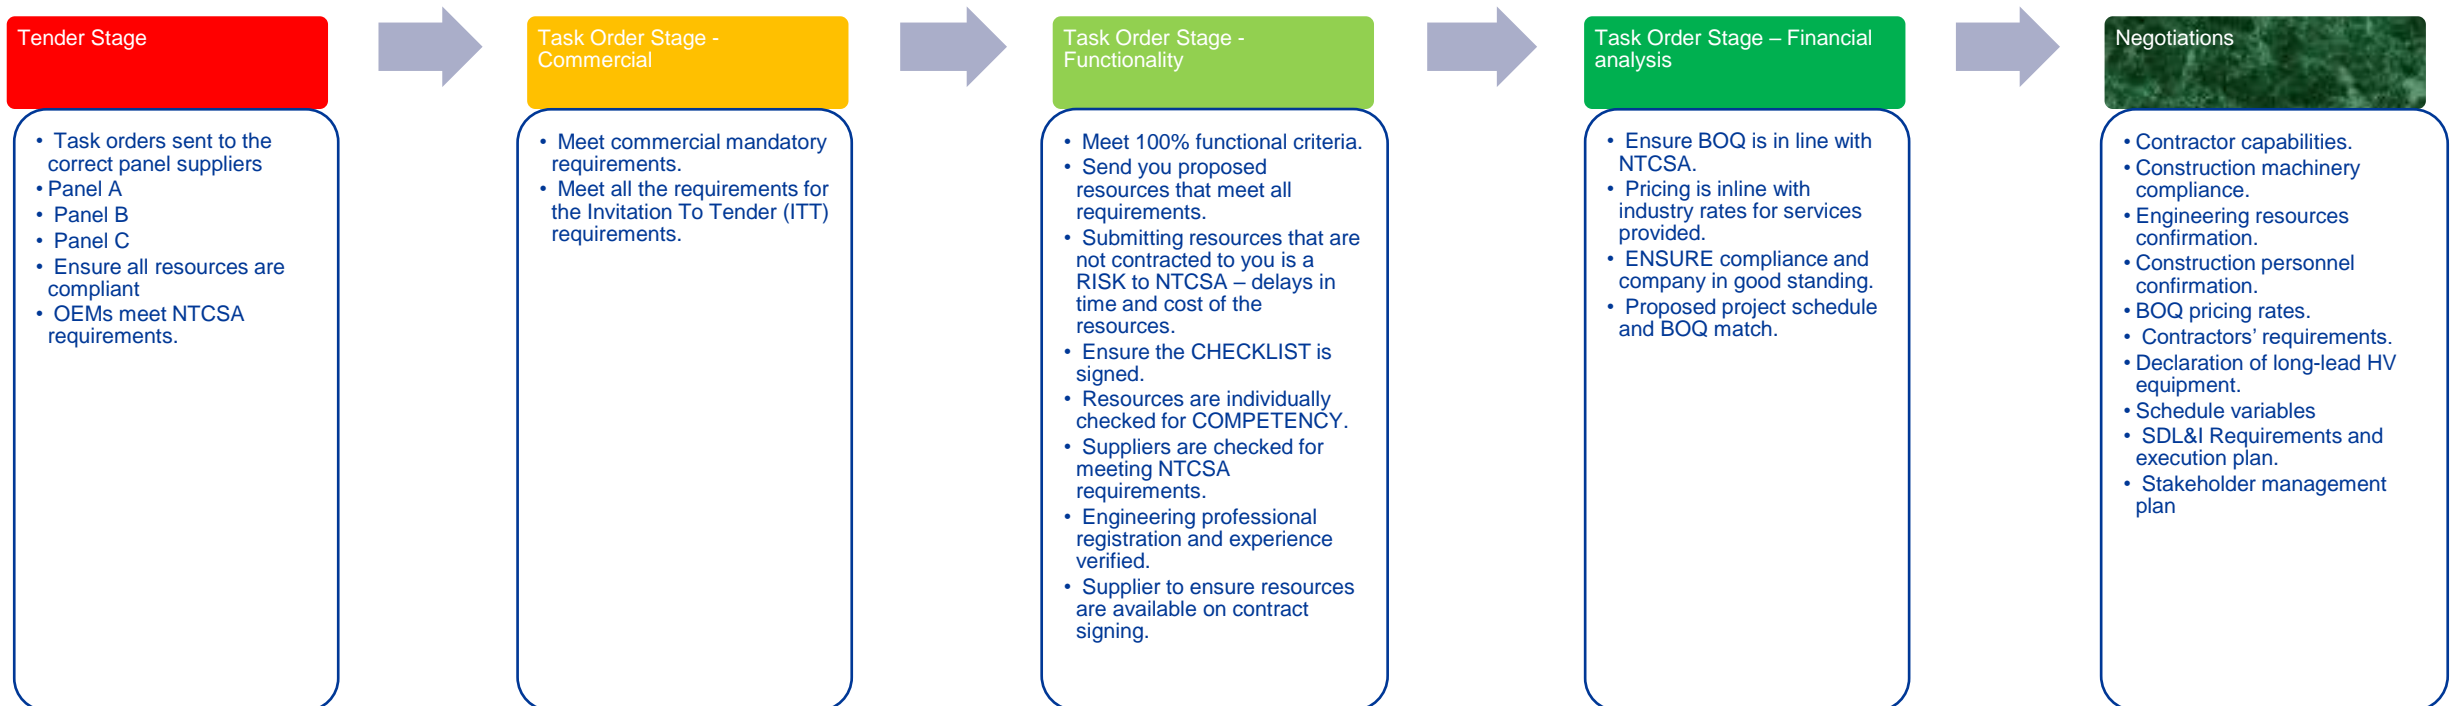 Tender Stage
• Task orders sent to the
correct panel suppliers
• Panel A
• Panel B
• Panel C
• Ensure all resources are
compliant
• OEMs meet NTCSA
requirements.
Task Order Stage -
Commercial
• Meet commercial mandatory
requirements.
• Meet all the requirements for
the Invitation To Tender (ITT)
requirements.
Task Order Stage -
Functionality
• Meet 100% functional criteria.
• Send you proposed
resources that meet all
requirements.
• Submitting resources that are
not contracted to you is a
RISK to NTCSA – delays in
time and cost of the
resources.
• Ensure the CHECKLIST is
signed.
• Resources are individually
checked for COMPETENCY.
• Suppliers are checked for
meeting NTCSA
requirements.
• Engineering professional
registration and experience
verified.
• Supplier to ensure resources
are available on contract
signing.
Task Order Stage – Financial
analysis
• Ensure BOQ is in line with
NTCSA.
• Pricing is inline with
industry rates for services
provided.
• ENSURE compliance and
company in good standing.
• Proposed project schedule
and BOQ match.
Negotiations
• Contractor capabilities.
• Construction machinery
compliance.
• Engineering resources
confirmation.
• Construction personnel
confirmation.
• BOQ pricing rates.
• Contractors’ requirements.
• Declaration of long-lead HV
equipment.
• Schedule variables
• SDL&I Requirements and
execution plan.
• Stakeholder management
plan